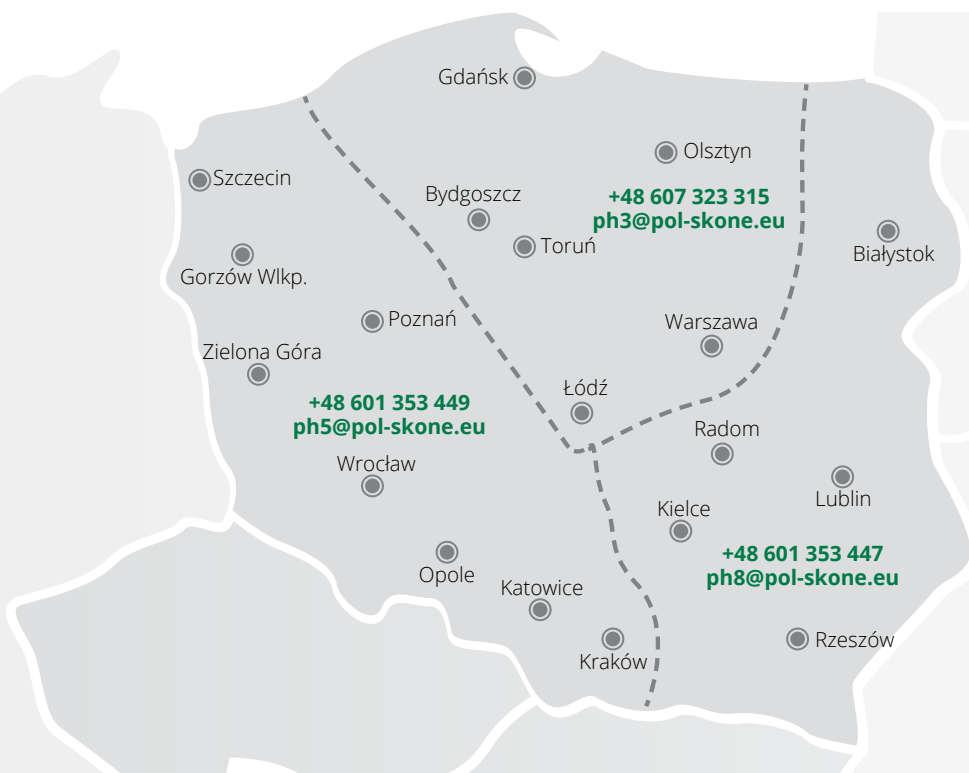 Gdańsk
Olsztyn
Szczecin
Bydgoszcz
+48 607 323 315
ph3@pol-skone.eu
Toruń
Białystok
Gorzów Wlkp.
Poznań
Warszawa
Zielona Góra
Łódź
+48 601 353 449
ph5@pol-skone.eu
Radom
Wrocław
Lublin
Kielce
+48 601 353 447
ph8@pol-skone.eu
Opole
Katowice
Rzeszów
Kraków